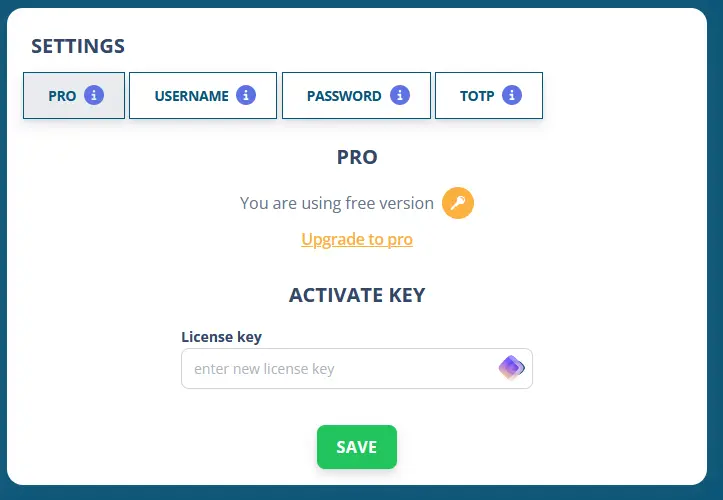 SETTINGS
PRO
USERNAME
PASSWORD
TOTP
PRO
You are using free version
Upgrade to pro
ACTIVATE KEY
License key
enter new license key
SAVE